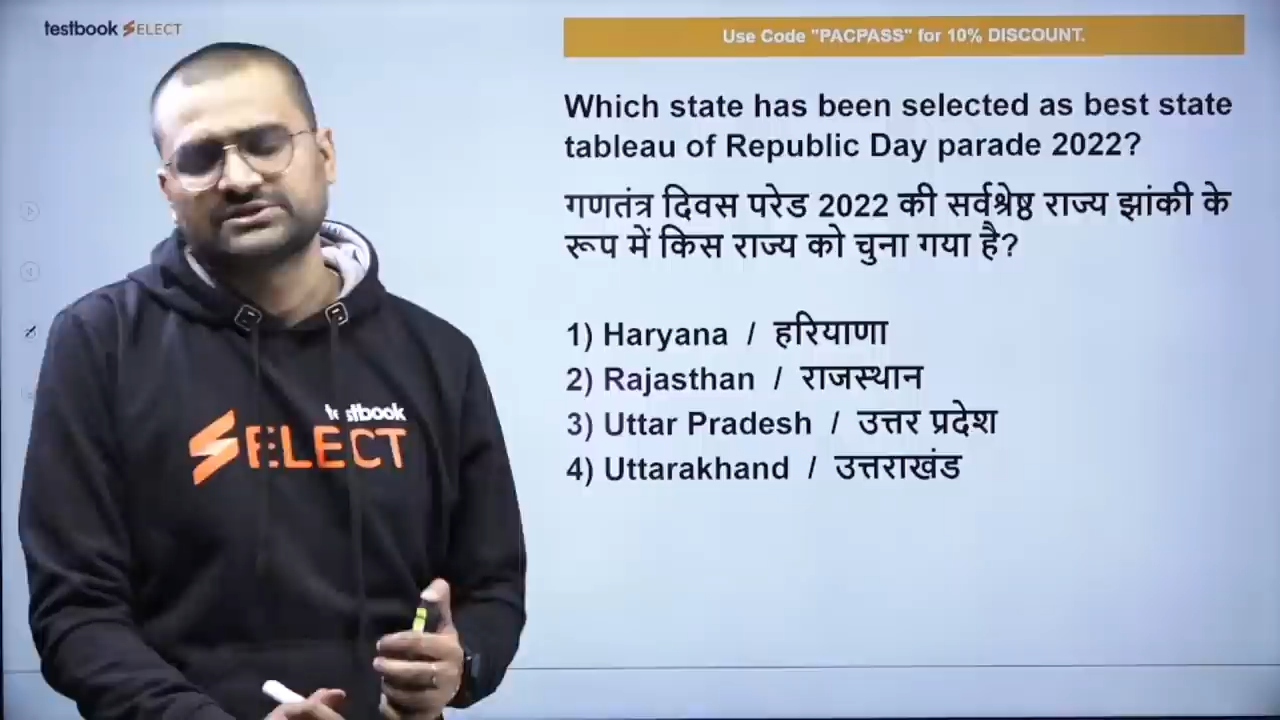 testbook SELECT
Use Code "PACPASS" for 10% DISCOUNT.
Which state has been selected as best state
tableau of Republic Day parade 2022?
गणतंत्र दिवस परेड 2022 की सर्वश्रेष्ठ राज्य झांकी के
रूप में किस राज्य को चुना गया है?
1) Haryana / हरियाणा
2) Rajasthan / राजस्थान
3) Uttar Pradesh / उत्तर प्रदेश
4) Uttarakhand / उत्तराखंड
testbook
SELECT